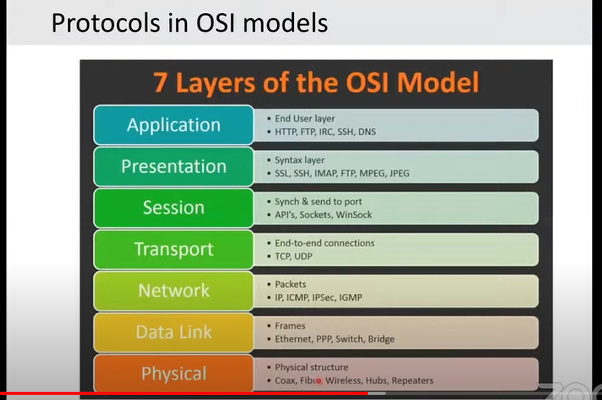 Protocols in OSI models
7 Layers of the OSI Model
Application
• End User layer
• HTTP, FTP, IRC, SSH, DNS
Presentation
• Syntax layer
• SSL, SSH, IMAP, FTP, MPEG, JPEG
Session
• Synch & send to port
• API's, Sockets, WinSock
Transport
• End-to-end connections
• TCP, UDP
Network
• Packets
• IP, ICMP, IPSec, IGMP
Data Link
• Frames
• Ethernet, PPP, Switch, Bridge
Physical
• Physical structure
• Coax, Fiber, Wireless, Hubs, Repeaters